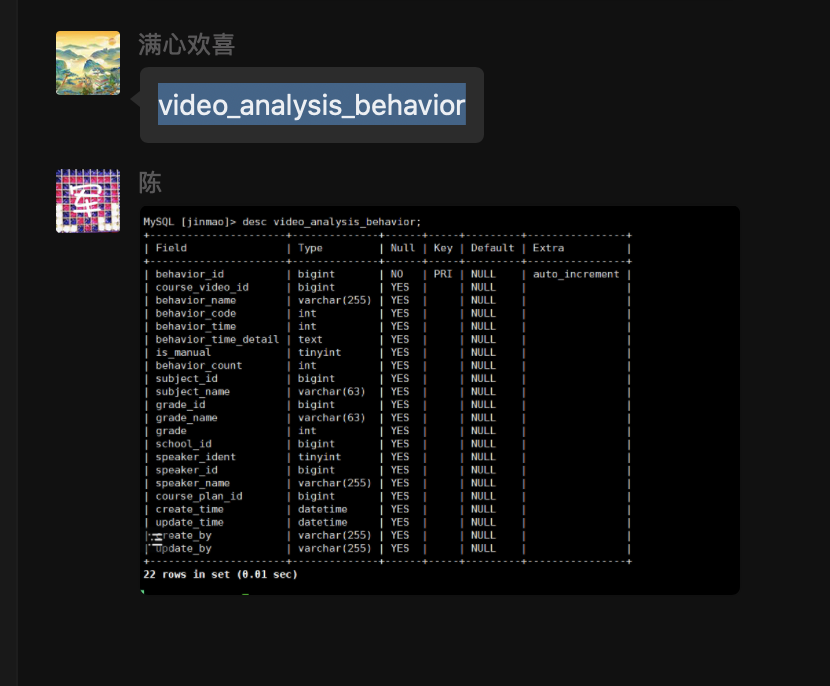 满心欢喜
video_analysis_behavior
军
陈
MySQL [jinmao]> desc video_analysis_behavior;
+---------------------+--------------+------+-----+---------+----------------+
| Field | Type | Null | Key | Default | Extra |
+---------------------+--------------+------+-----+---------+----------------+
| behavior_id | bigint | NO | PRI | NULL | auto_increment |
| course_video_id | bigint | YES | | NULL | |
| behavior_name | varchar(255) | YES | | NULL | |
| behavior_code | int | YES | | NULL | |
| behavior_time | int | YES | | NULL | |
| behavior_time_detail | text | YES | | NULL | |
| is_manual | tinyint | YES | | NULL | |
| behavior_count | int | YES | | NULL | |
| subject_id | bigint | YES | | NULL | |
| subject_name | varchar(63) | YES | | NULL | |
| grade_id | bigint | YES | | NULL | |
| grade_name | varchar(63) | YES | | NULL | |
| grade | int | YES | | NULL | |
| school_id | bigint | YES | | NULL | |
| speaker_ident | tinyint | YES | | NULL | |
| speaker_id | bigint | YES | | NULL | |
| speaker_name | varchar(255) | YES | | NULL | |
| course_plan_id | bigint | YES | | NULL | |
| create_time | datetime | YES | | NULL | |
| update_time | datetime | YES | | NULL | |
| create_by | varchar(255) | YES | | NULL | |
| update_by | varchar(255) | YES | | NULL | |
+---------------------+--------------+------+-----+---------+----------------+
22 rows in set (0.01 sec)